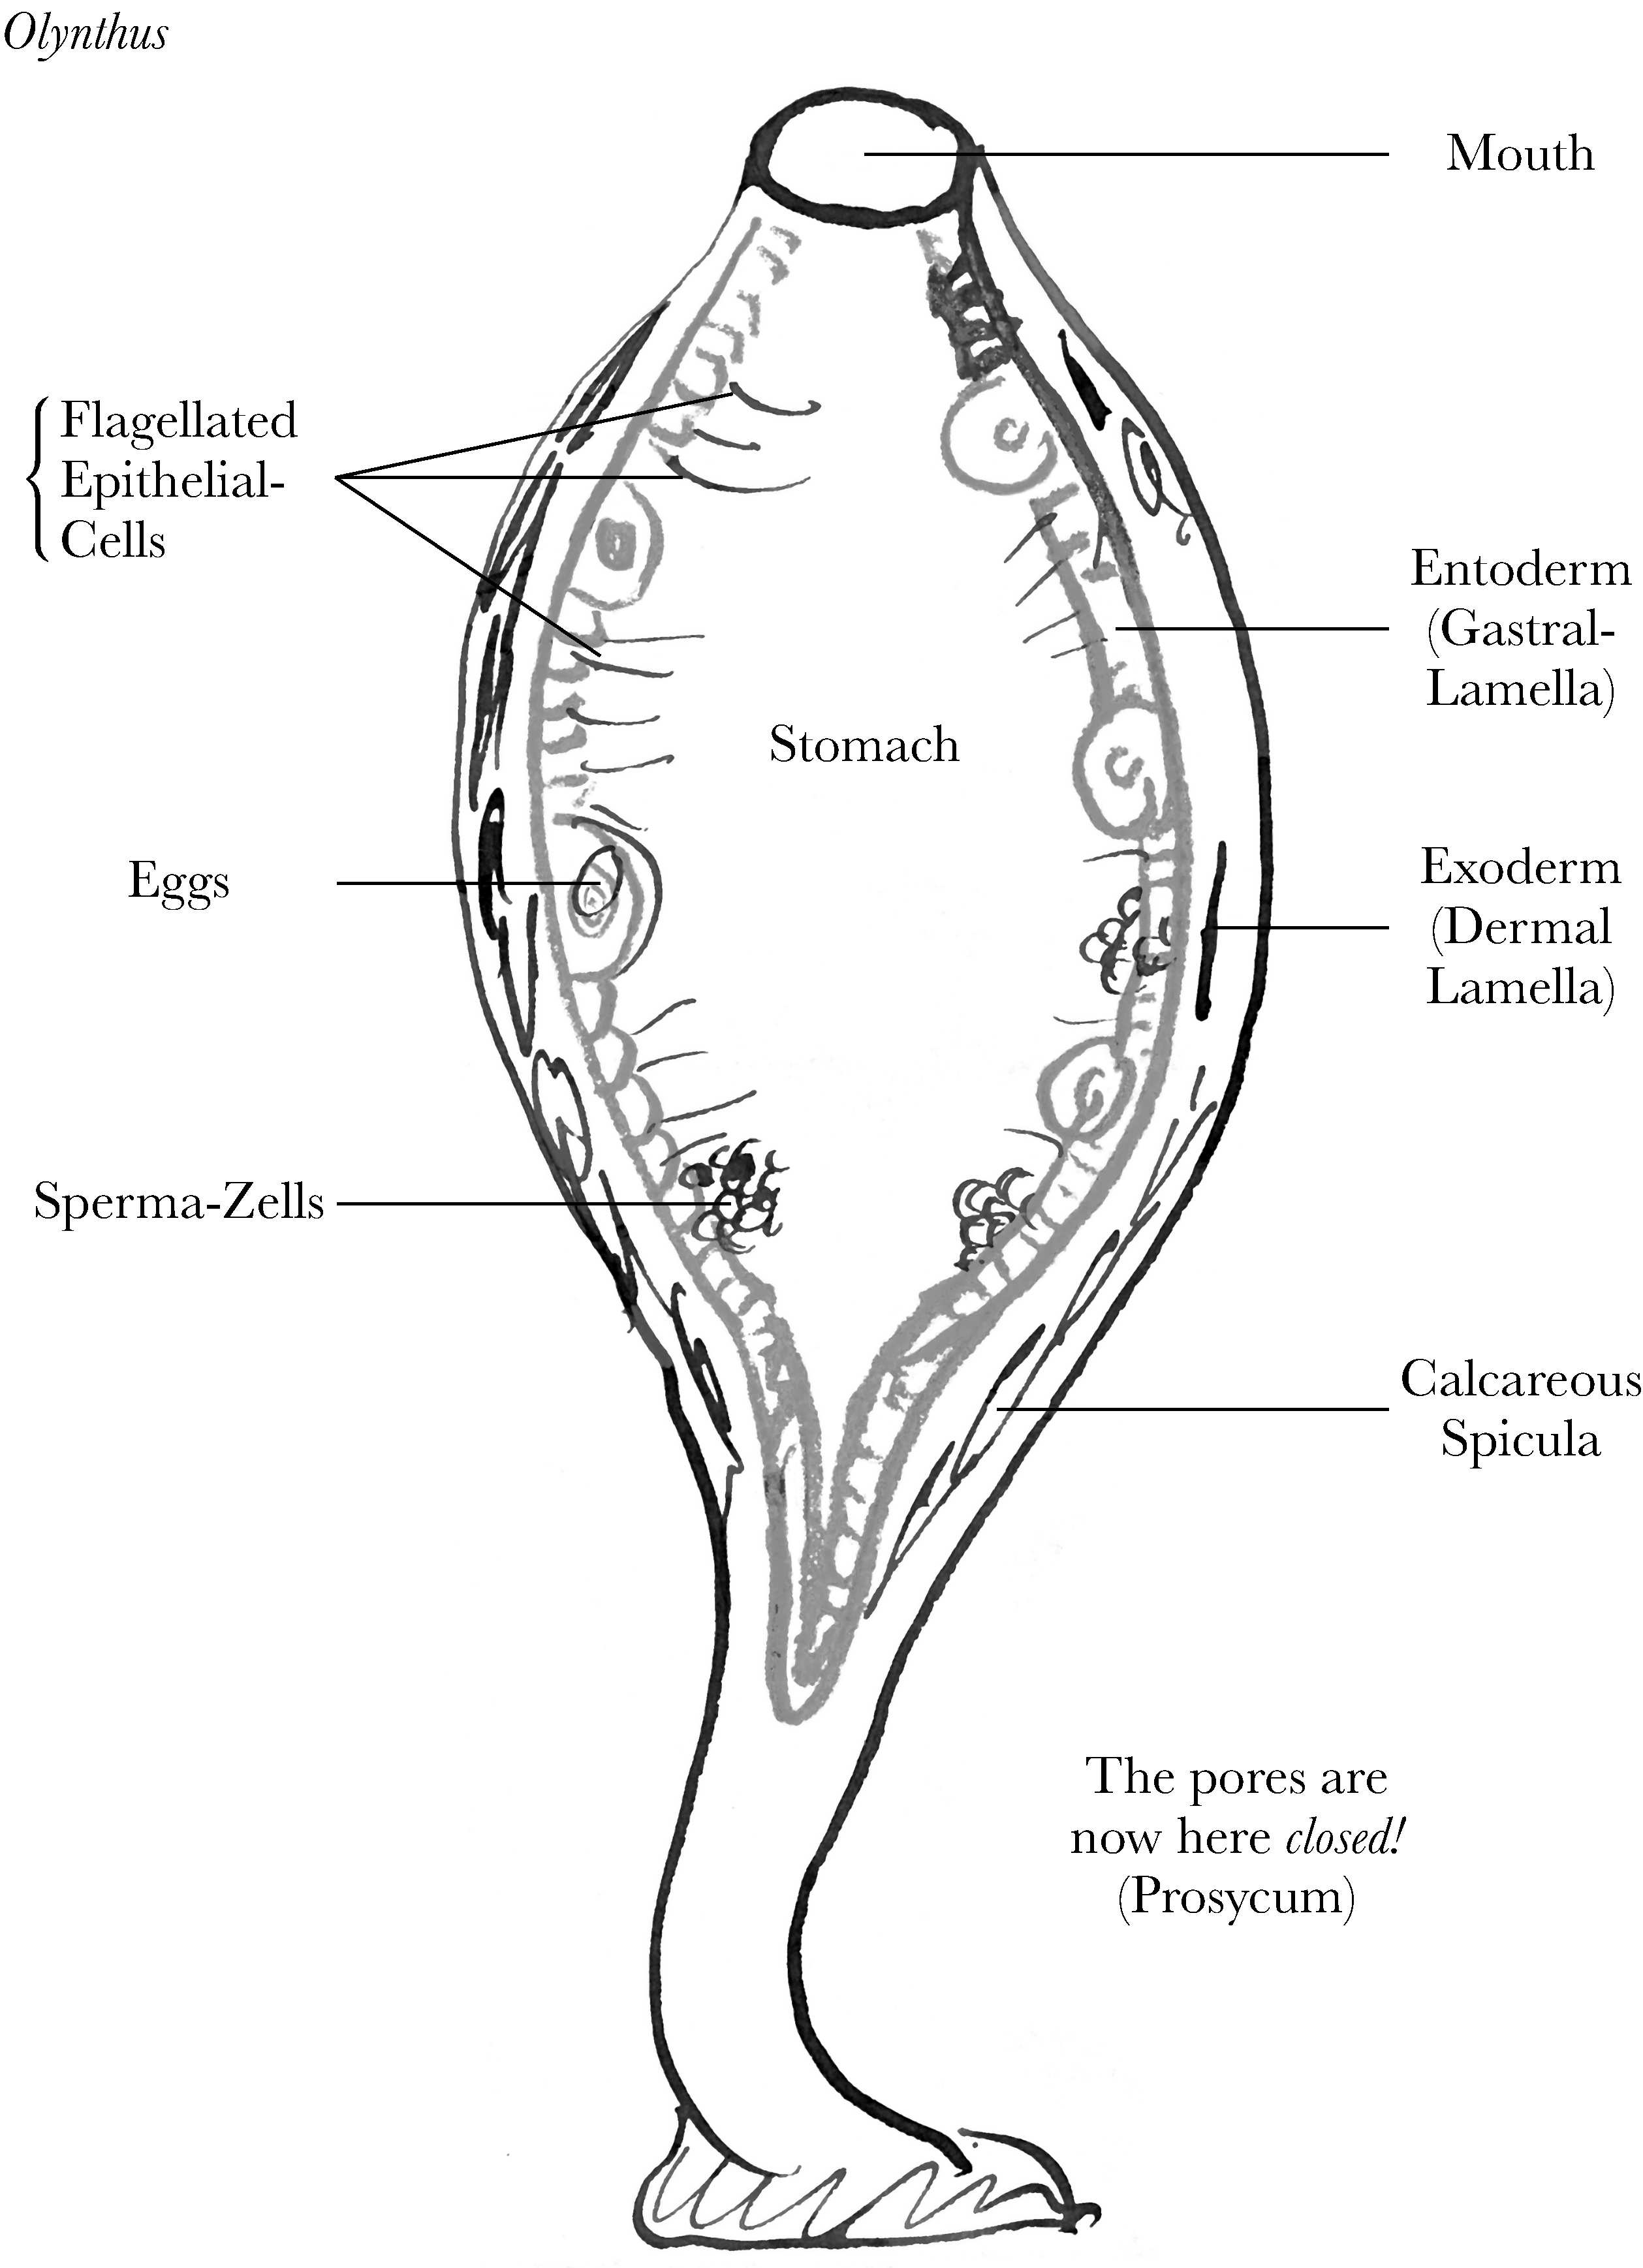 Olynthus
Mouth
Flagellated
Epithelial-
Cells
Entoderm
(Gastral-
Lamella)
Stomach
Eggs
Exoderm
(Dermal
Lamella)
Sperma-Zells
Calcareous
Spicula
The pores are
now here closed!
(Prosycum)